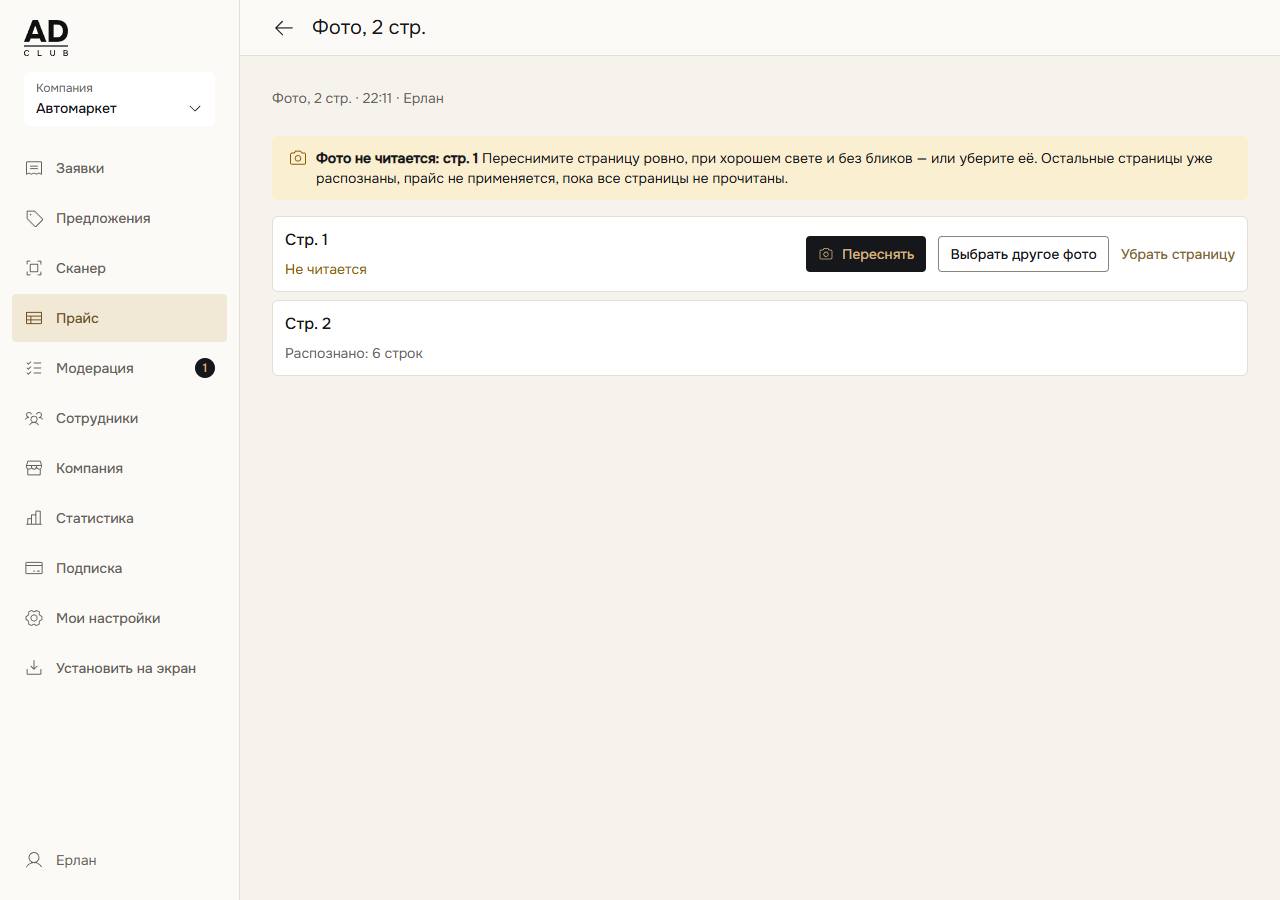 AD
CLUB
Компания
Автомаркет
Заявки
Предложения
Сканер
Прайс
Модерация 1
Сотрудники
Компания
Статистика
Подписка
Мои настройки
Установить на экран
Ерлан
Фото, 2 стр.
Фото, 2 стр. · 22:11 · Ерлан
Фото не читается: стр. 1 Переснимите страницу ровно, при хорошем свете и без бликов — или уберите её. Остальные страницы уже
распознаны, прайс не применяется, пока все страницы не прочитаны.
Стр. 1
Не читается
Переснять
Выбрать другое фото
Убрать страницу
Стр. 2
Распознано: 6 строк